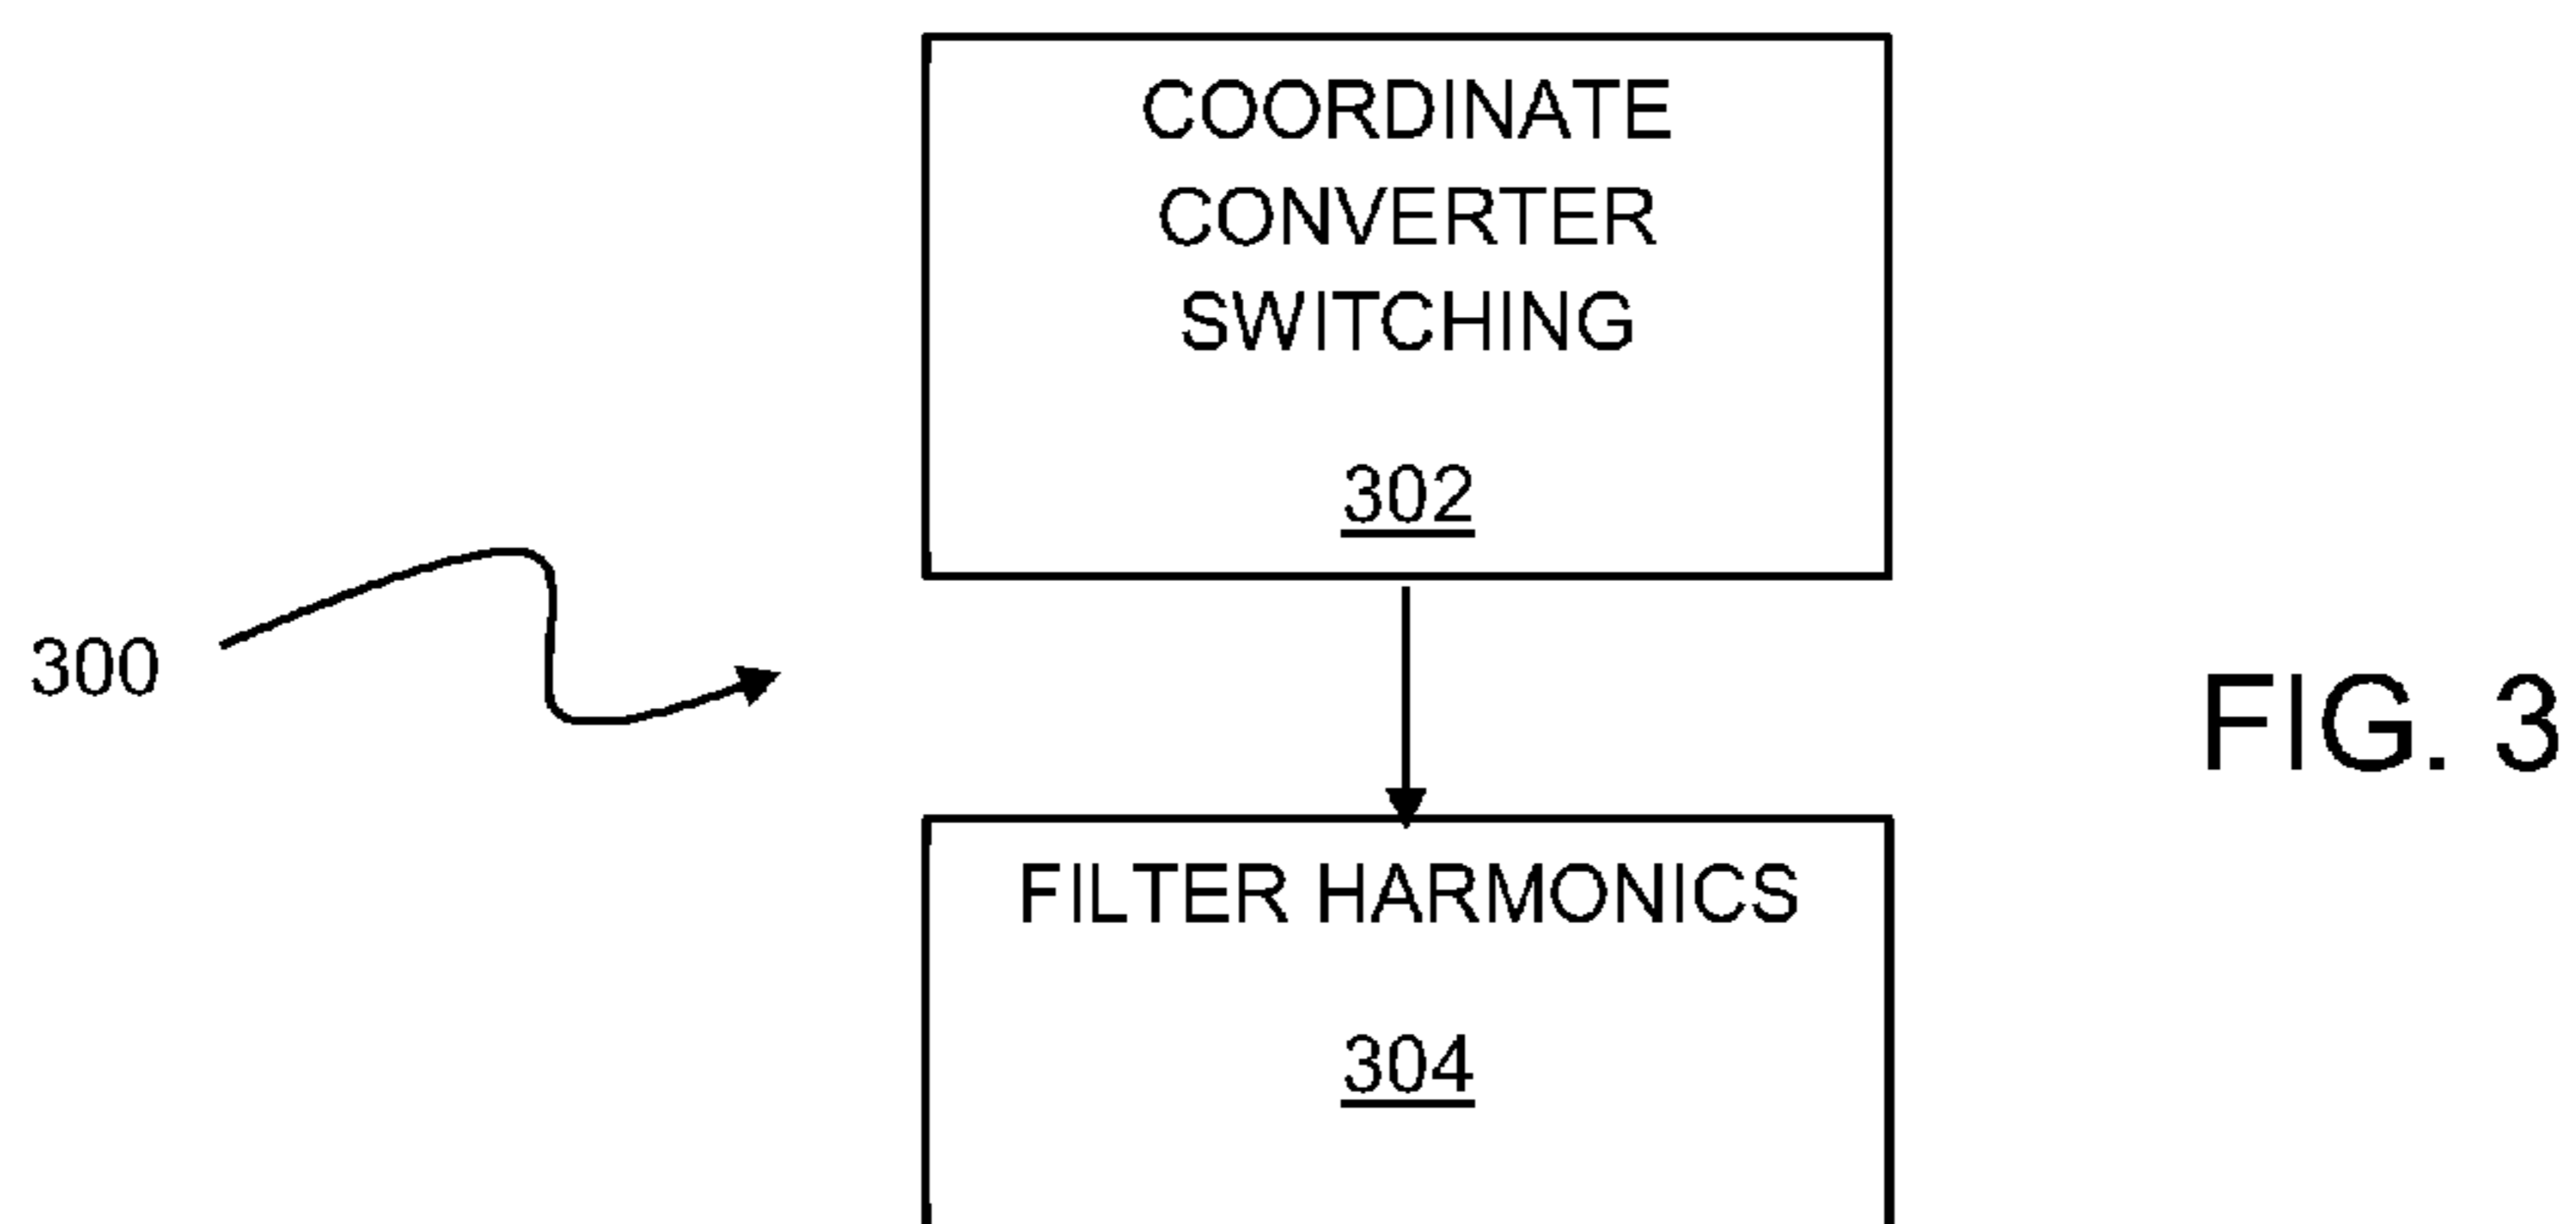 COORDINATE
CONVERTER
SWITCHING
302
300
FIG. 3
FILTER HARMONICS
304